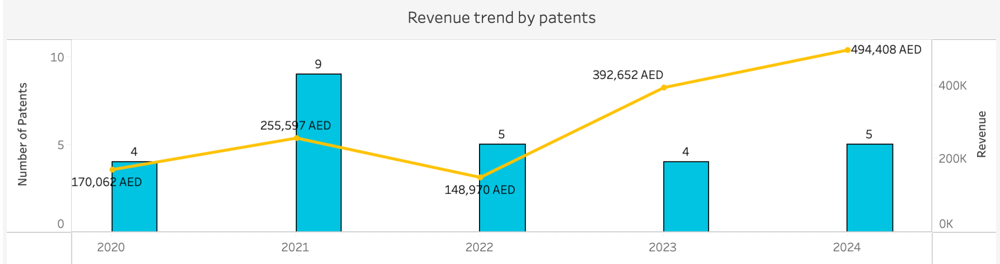 Revenue trend by patents
Number of Patents
10
5
0
4
9
5
4
5
170,062 AED
255,597 AED
148,970 AED
392,652 AED
494,408 AED
400K
200K
0K
Revenue
2020
2021
2022
2023
2024